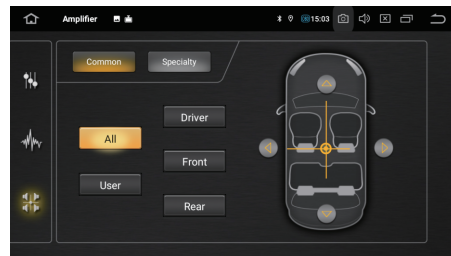 Amplifier 15:03
Common Specialty
Driver
All
Front
User
Rear